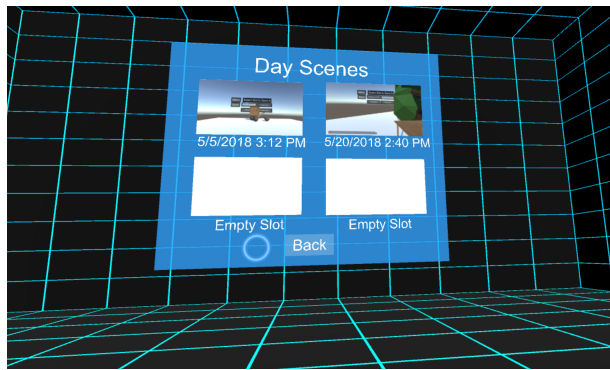 Day Scenes
5/5/2018 3:12 PM
5/20/2018 2:40 PM
Empty Slot
Empty Slot
Back